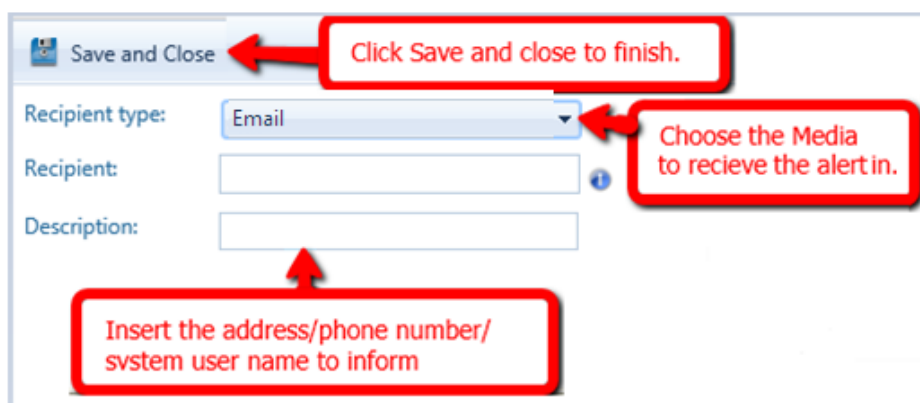 Save and Close
Click Save and close to finish.
Recipient type:
Email
Choose the Media
to recieve the alert in.
Recipient:
Description:
Insert the address/phone number/
system user name to inform